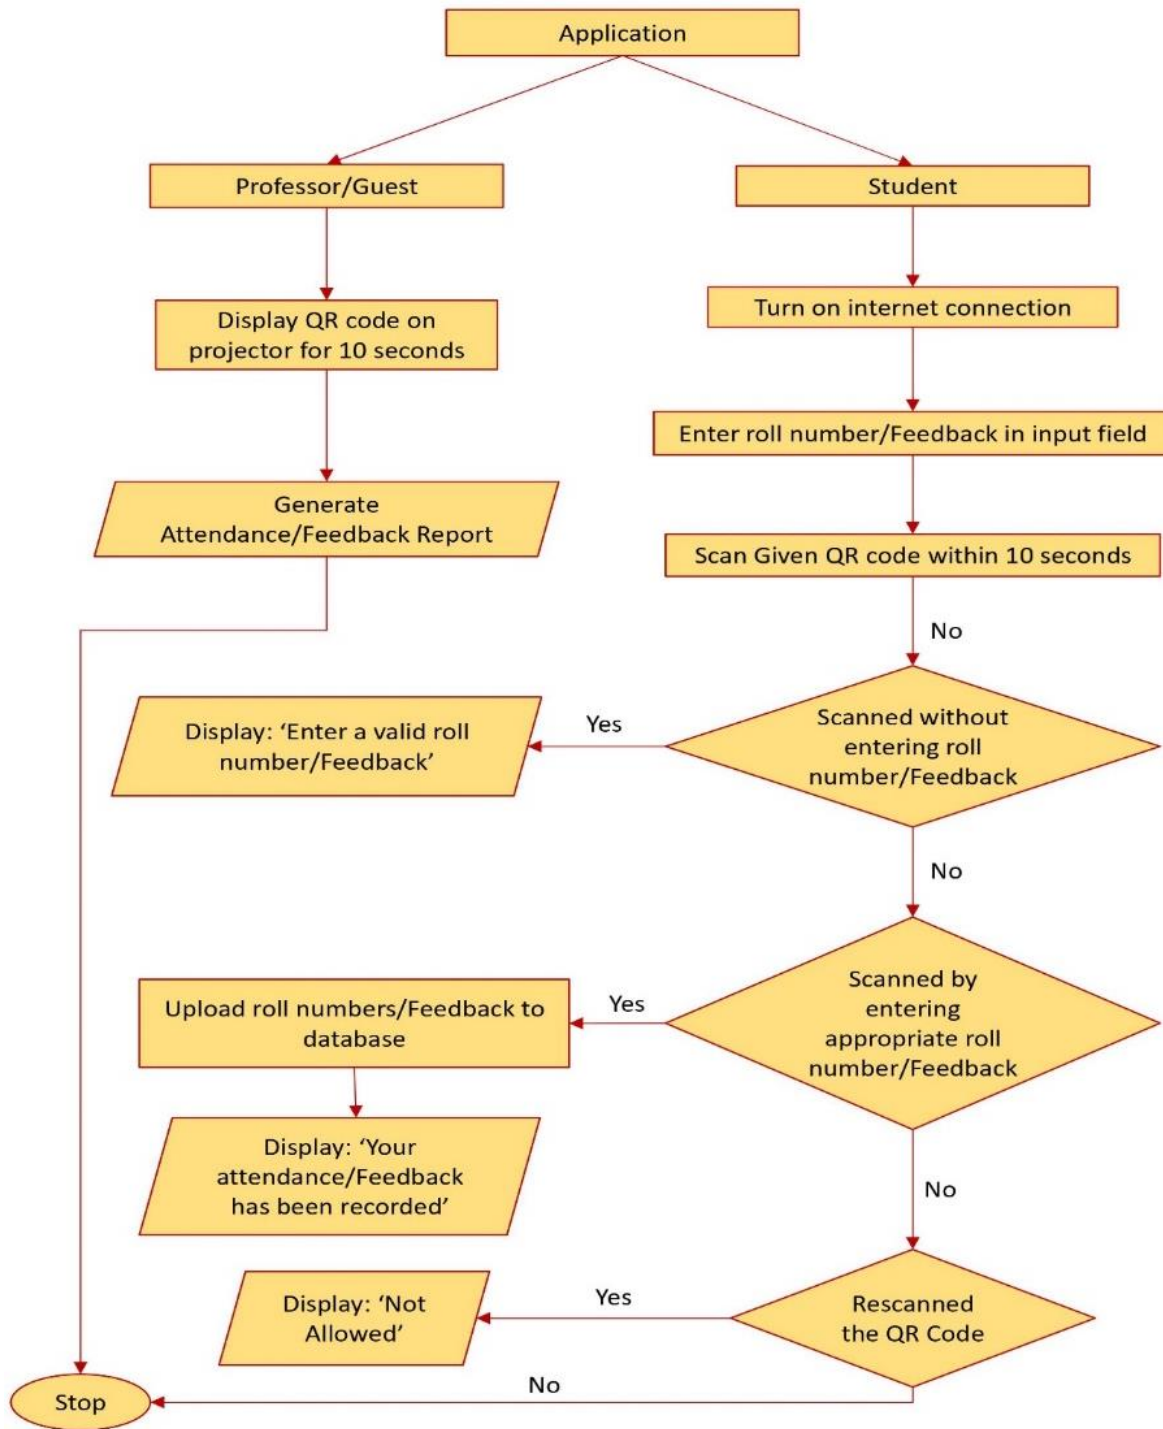 Application
Professor/Guest
Student
Display QR code on
projector for 10 seconds
Turn on internet connection
Enter roll number/Feedback in input field
Generate
Attendance/Feedback Report
Scan Given QR code within 10 seconds
No
Scanned without
entering roll
number/Feedback
Yes
Display: ‘Enter a valid roll
number/Feedback’
No
Scanned by
entering
appropriate roll
number/Feedback
Yes
Upload roll numbers/Feedback to
database
Display: ‘Your
attendance/Feedback
has been recorded’
No
Rescanned
the QR Code
Yes
Display: ‘Not
Allowed’
No
Stop